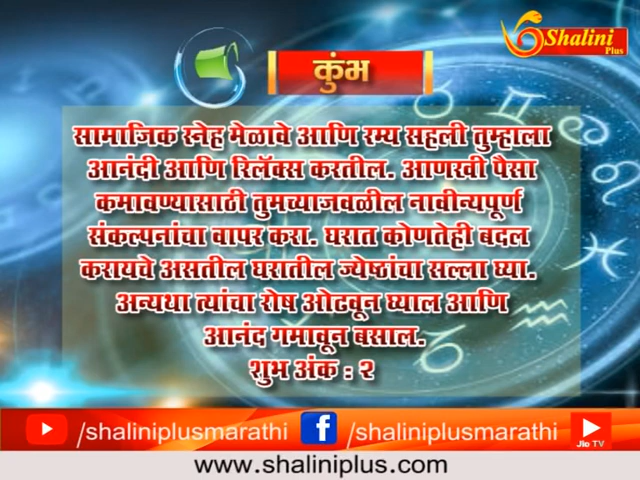 Shalini
Plus
कुंभ
सामाजिक स्नेह मेळावे आणि रम्य सहली तुम्हाला
आनंदी आणि रिलॅक्स करतील. आणखी पैसा
कमावण्यासाठी तुमच्याजवळील नावीन्यपूर्ण
संकल्पनांचा वापर करा. घरात कोणतेही बदल
करायचे असतील घरातील ज्येष्ठांचा सल्ला घ्या.
अन्यथा त्यांचा रोष ओढवून घ्याल आणि
आनंद गमावून बसाल.
शुभ अंक : २
/shaliniplusmarathi f /shaliniplusmarathi Jio TV
www.shaliniplus.com